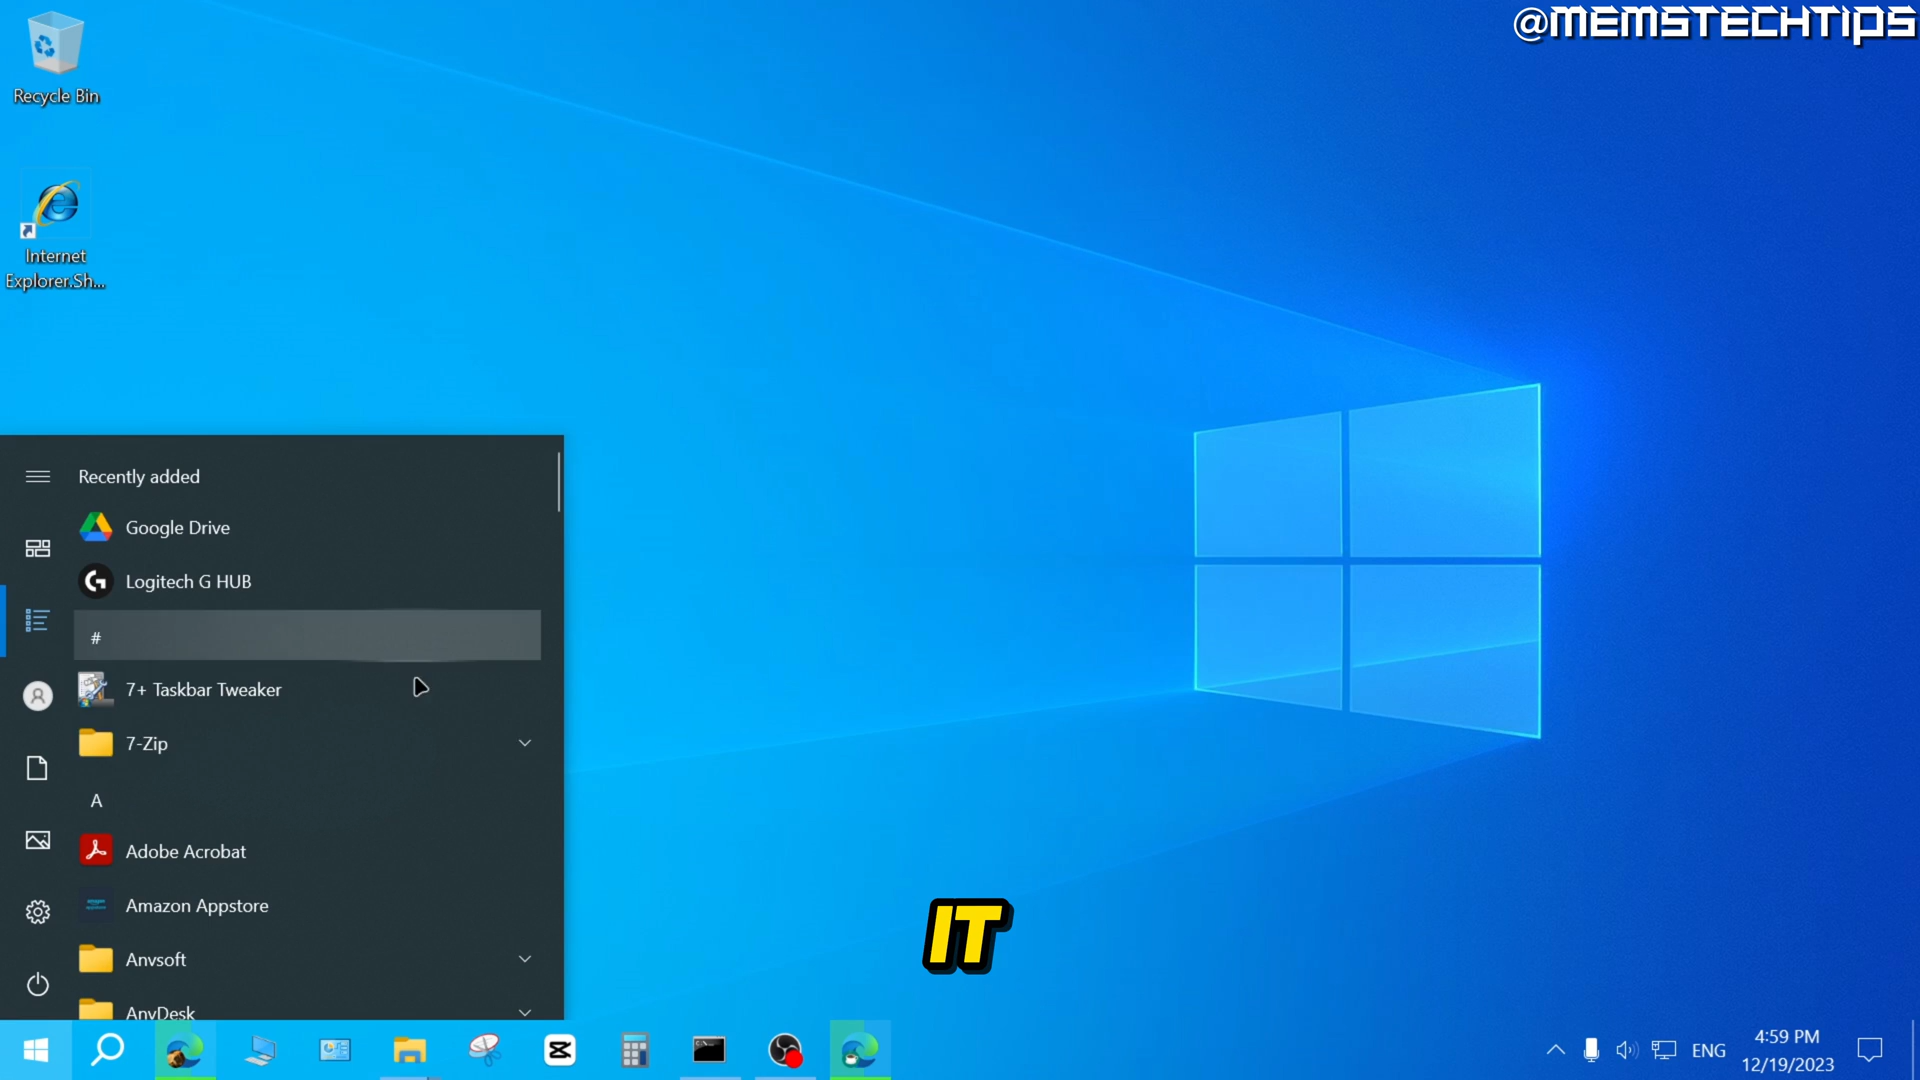 @MEMSTECHTIPS
Recycle Bin
Internet
Explorer.Sh...
Recently added
Google Drive
Logitech G HUB
#
7+ Taskbar Tweaker
7-Zip
A
Adobe Acrobat
Amazon Appstore
Anvsoft
AnyDesk
IT
ENG
4:59 PM
12/19/2023